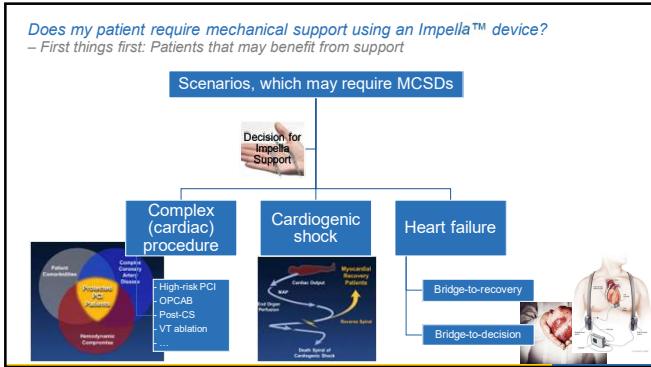 Does my patient require mechanical support using an Impella™ device?
– First things first: Patients that may benefit from support
Scenarios, which may require MCSDs
Decision for
Impella
Support
Complex
(cardiac)
procedure
Cardiogenic
shock
Heart failure
Patient
Comorbidities
Complex
Coronary
Artery
Disease
Protected
PCI
Patients
Hemodynamic
Compromise
- High-risk PCI
- OPCAB
- Post-CS
- VT ablation
- ...
Cardiac Output
MAP
End Organ
Perfusion
Myocardial
Recovery
Patients
Reverse Spiral
Death Spiral of
Cardiogenic Shock
Bridge-to-recovery
Bridge-to-decision